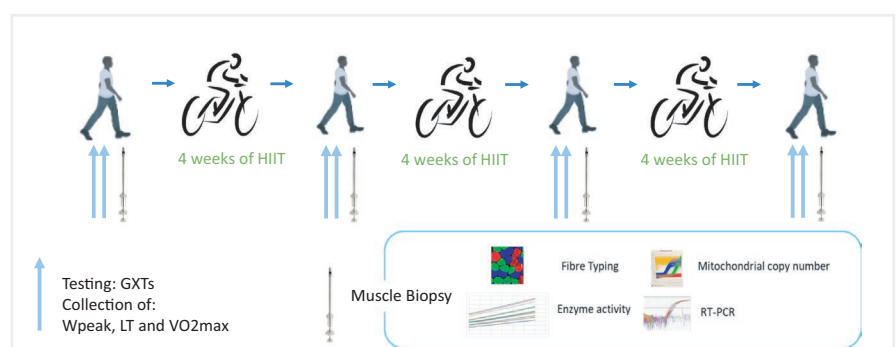 4 weeks of HIIT
4 weeks of HIIT
4 weeks of HIIT
Testing: GXTs
Collection of:
Wpeak, LT and VO2max
Muscle Biopsy
Fibre Typing
Mitochondrial copy number
Enzyme activity
RT-PCR